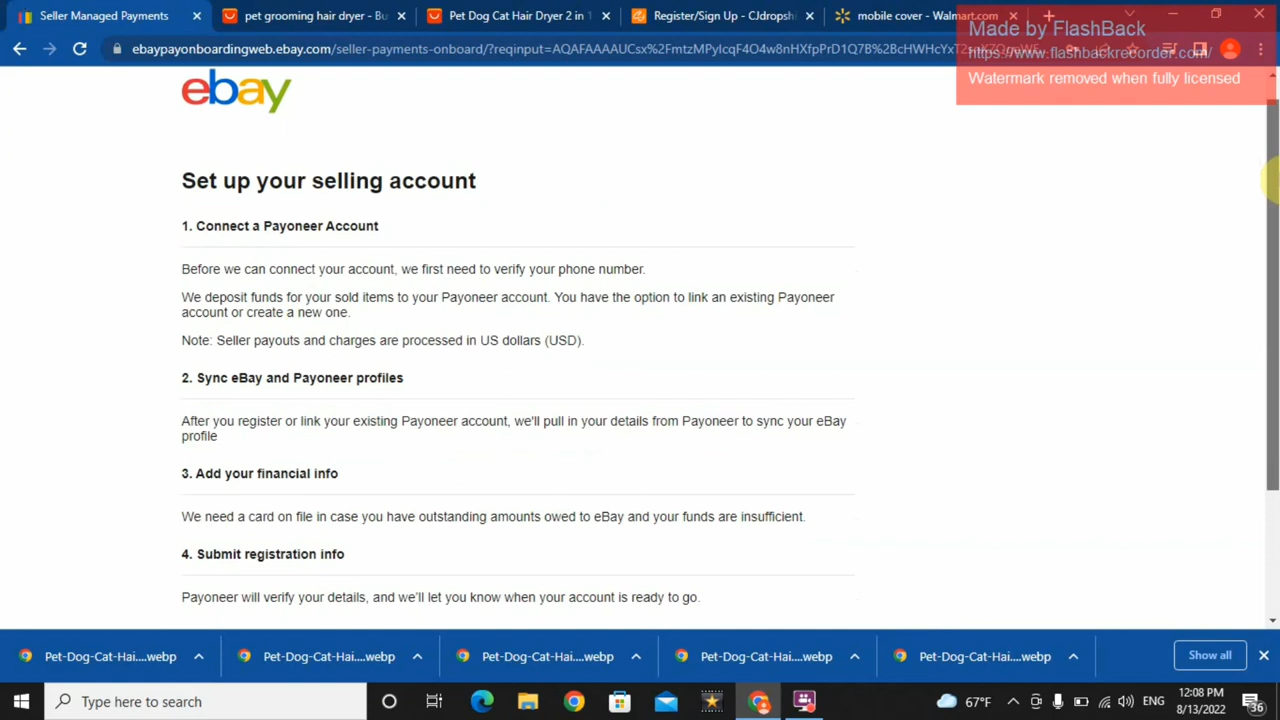 Seller Managed Payments
pet grooming hair dryer - Bu
Pet Dog Cat Hair Dryer 2 in 1
Register/Sign Up - CJdropsh
mobile cover - Walmart.com
Made by FlashBack
https://www.flashbackrecorder.com/
Watermark removed when fully licensed
ebaypayonboardingweb.ebay.com/seller-payments-onboard/?reqinput=
ebay
Set up your selling account
1. Connect a Payoneer Account
Before we can connect your account, we first need to verify your phone number.
We deposit funds for your sold items to your Payoneer account. You have the option to link an existing Payoneer
account or create a new one.
Note: Seller payouts and charges are processed in US dollars (USD).
2. Sync eBay and Payoneer profiles
After you register or link your existing Payoneer account, we'll pull in your details from Payoneer to sync your eBay
profile
3. Add your financial info
We need a card on file in case you have outstanding amounts owed to eBay and your funds are insufficient.
4. Submit registration info
Payoneer will verify your details, and we'll let you know when your account is ready to go.
Pet-Dog-Cat-Hai....webp
Pet-Dog-Cat-Hai....webp
Pet-Dog-Cat-Hai....webp
Pet-Dog-Cat-Hai....webp
Pet-Dog-Cat-Hai....webp
Show all
Type here to search
67°F
ENG
12:08 PM
8/13/2022
36